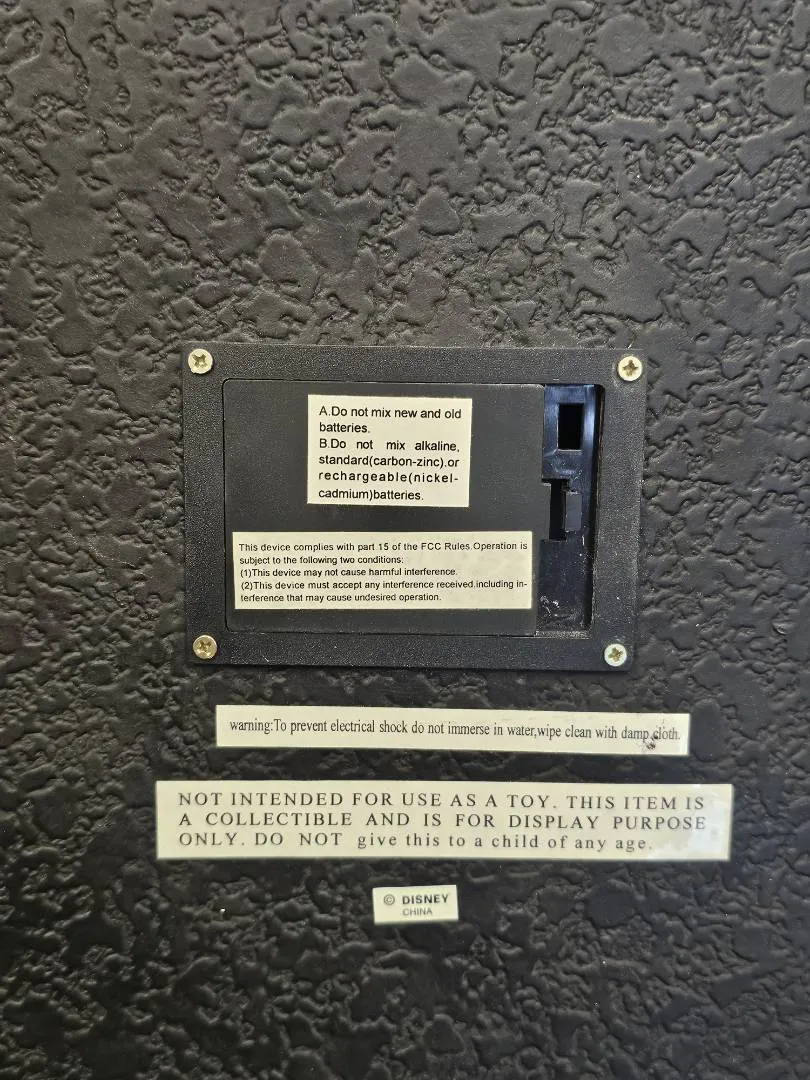 A.Do not mix new and old
batteries.
B.Do not mix alkaline,
standard(carbon-zinc).or
rechargeable(nickel-
cadmium)batteries.
This device complies with part 15 of the FCC Rules.Operation is
subject to the following two conditions:
(1)This device may not cause harmful interference.
(2)This device must accept any interference received.including in-
terference that may cause undesired operation.
warning:To prevent electrical shock do not immerse in water,wipe clean with damp cloth.
NOT INTENDED FOR USE AS A TOY. THIS ITEM IS
A COLLECTIBLE AND IS FOR DISPLAY PURPOSE
ONLY. DO NOT give this to a child of any age.
© DISNEY
CHINA